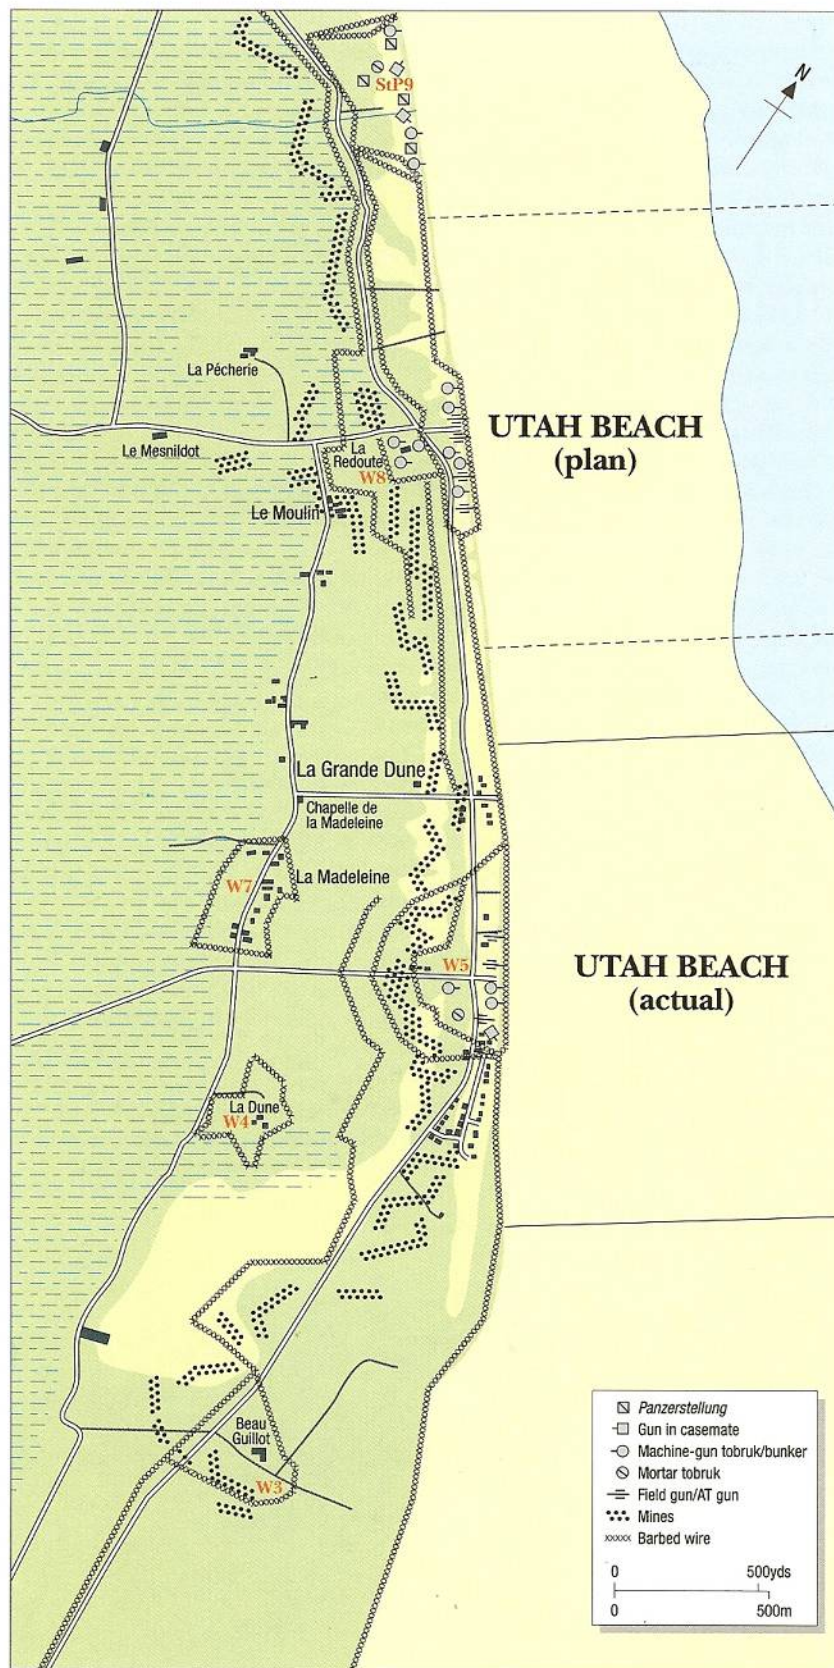 N
StP9
La Pécherie
UTAH BEACH
(plan)
Le Mesnildot
La
Redoute
W8
Le Moulin
La Grande Dune
Chapelle de
la Madeleine
La Madeleine
W7
W5
UTAH BEACH
(actual)
La Dune
W4
Beau
Guillot
W3
Panzerstellung
Gun in casemate
Machine-gun tobruk/bunker
Mortar tobruk
Field gun/AT gun
Mines
Barbed wire
0 500yds
0 500m